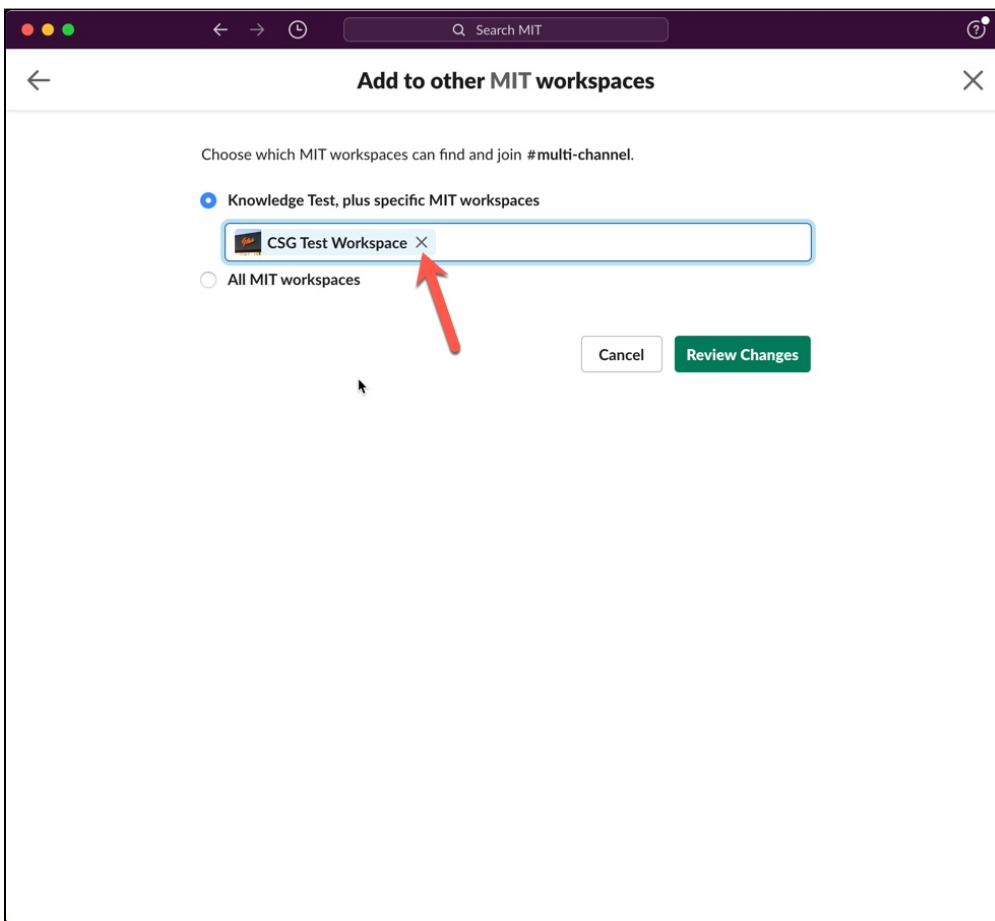 Search MIT
Add to other MIT workspaces
Choose which MIT workspaces can find and join #multi-channel.
Knowledge Test, plus specific MIT workspaces
CSG Test Workspace
All MIT workspaces
Cancel
Review Changes